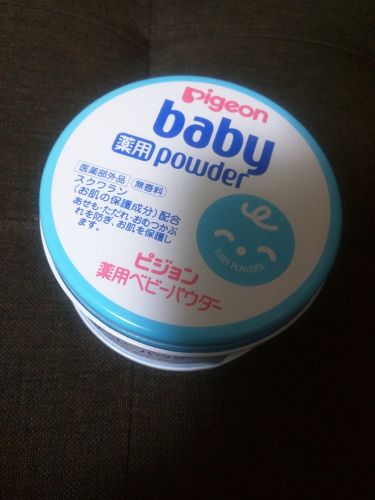 Pigeon
baby
薬用 powder
医薬部外品 無香料
スクワラン
(お肌の保護成分)配合
あせも・ただれ・おむつかぶ
れを防ぎ、お肌を保護し
ます。
BABY POWDER
ピジョン
薬用ベビーパウダー